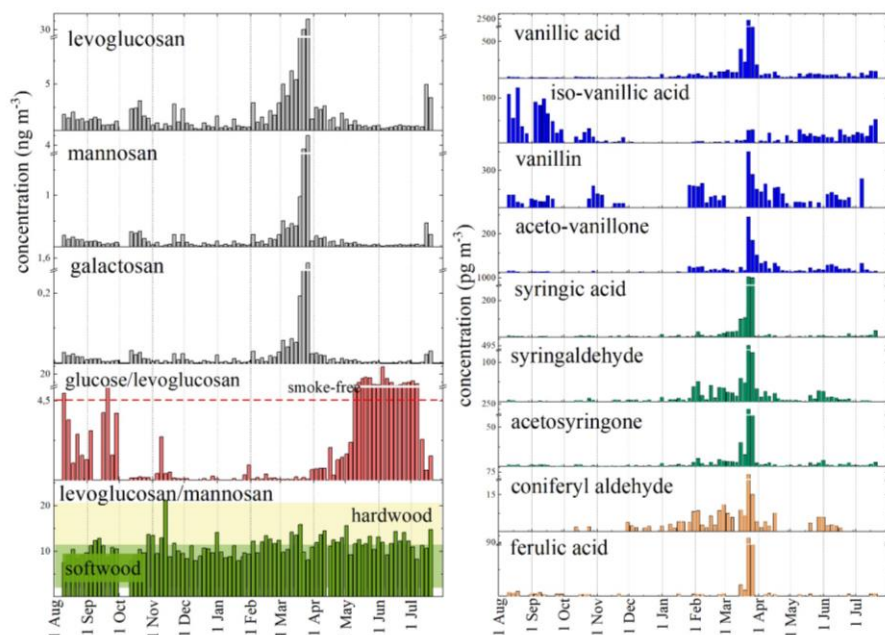 concentration (ng m⁻³)
levoglucosan
30
5
mannosan
4
1
galactosan
1,6
0,2
glucose/levoglucosan
20
smoke-free
4,5
levoglucosan/mannosan
20
hardwood
10
softwood
1 Aug
1 Sep
1 Oct
1 Nov
1 Dec
1 Jan
1 Feb
1 Mar
1 Apr
1 May
1 Jun
1 Jul
concentration (pg m⁻³)
2500
vanillic acid
500
iso-vanillic acid
100
vanillin
300
aceto-vanillone
200
1000
syringic acid
200
495
syringaldehyde
100
250
acetosyringone
50
75
coniferyl aldehyde
15
90
ferulic acid
1 Aug
1 Sep
1 Oct
1 Nov
1 Dec
1 Jan
1 Feb
1 Mar
1 Apr
1 May
1 Jun
1 Jul